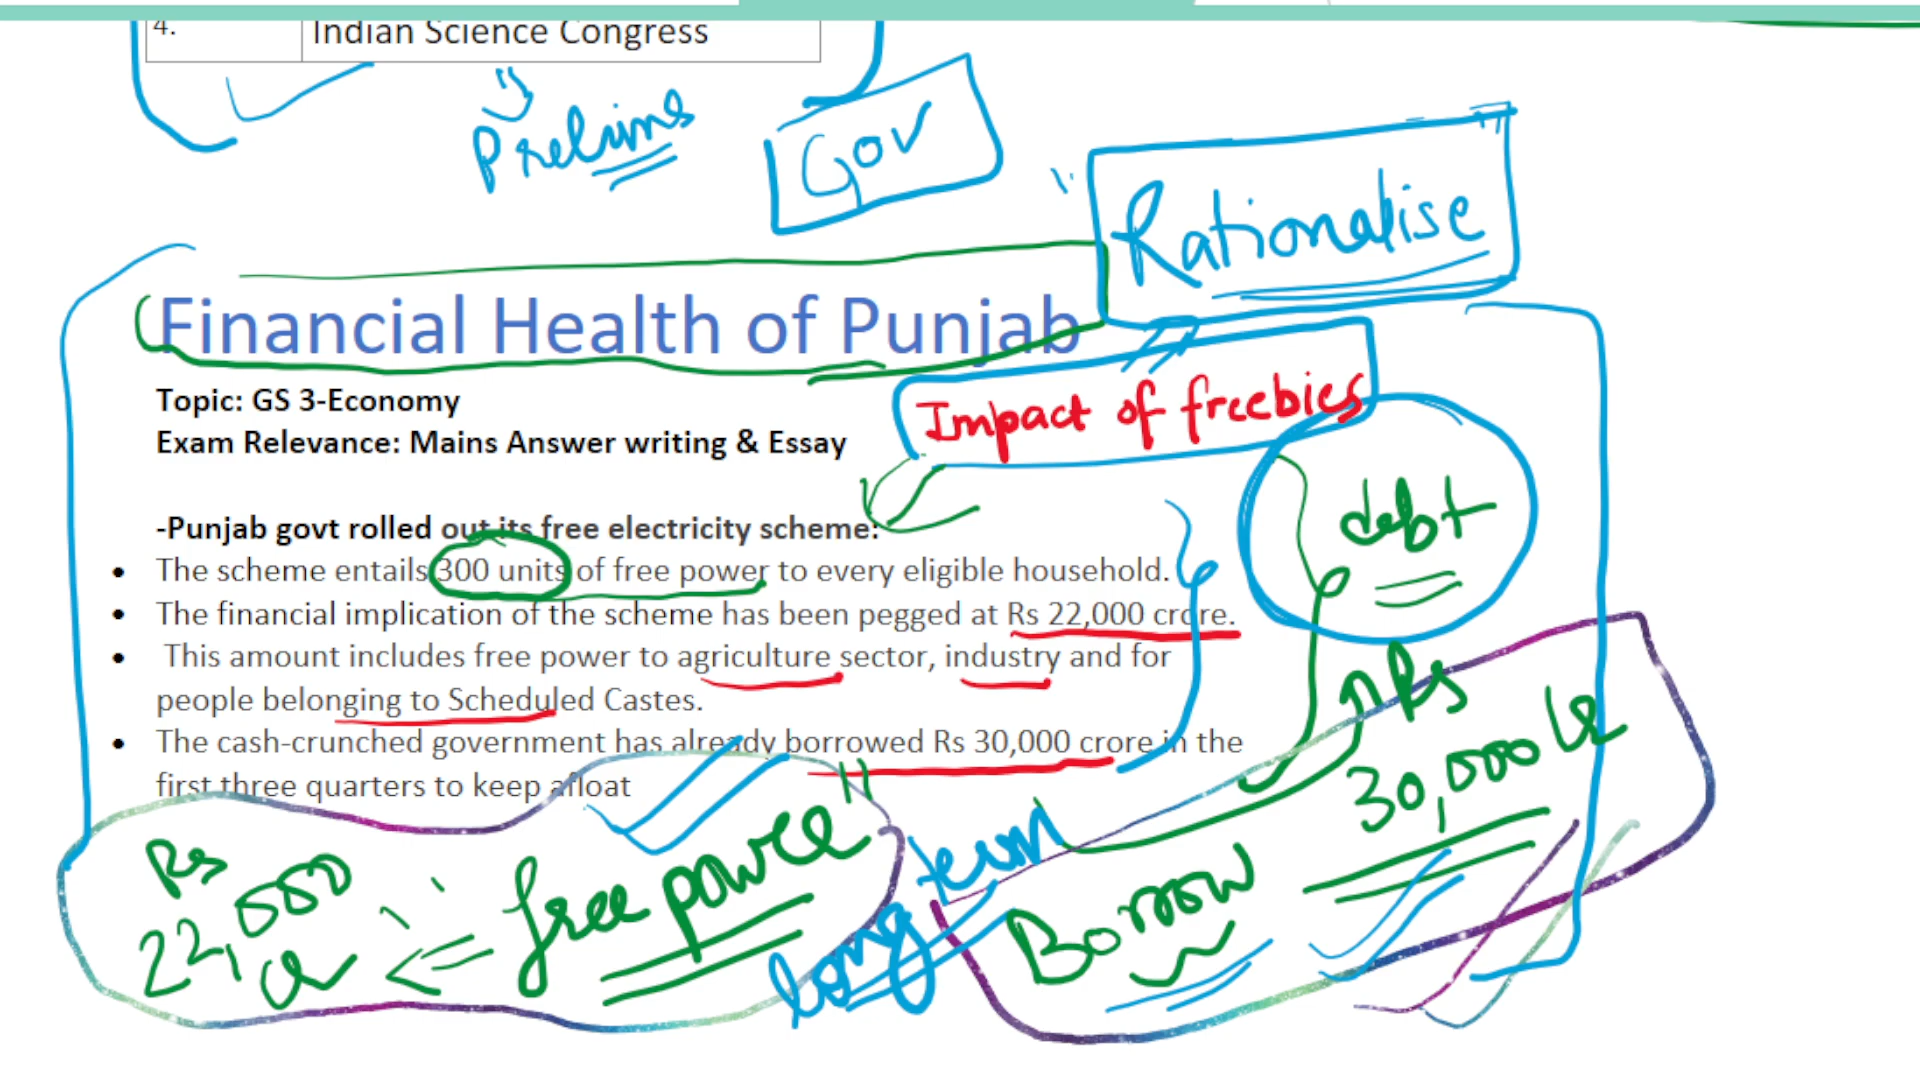 4. Indian Science Congress
Prelims
Gov
Rationalise
Financial Health of Punjab
Impact of freebies
Topic: GS 3-Economy
Exam Relevance: Mains Answer writing & Essay
debt
-Punjab govt rolled out its free electricity scheme:
• The scheme entails 300 units of free power to every eligible household.
• The financial implication of the scheme has been pegged at Rs 22,000 crore.
• This amount includes free power to agriculture sector, industry and for
people belonging to Scheduled Castes.
• The cash-crunched government has already borrowed Rs 30,000 crore in the
first three quarters to keep afloat
Rs
22,000
Cr
free power
long term
Borrow
Rs
30,000 Cr